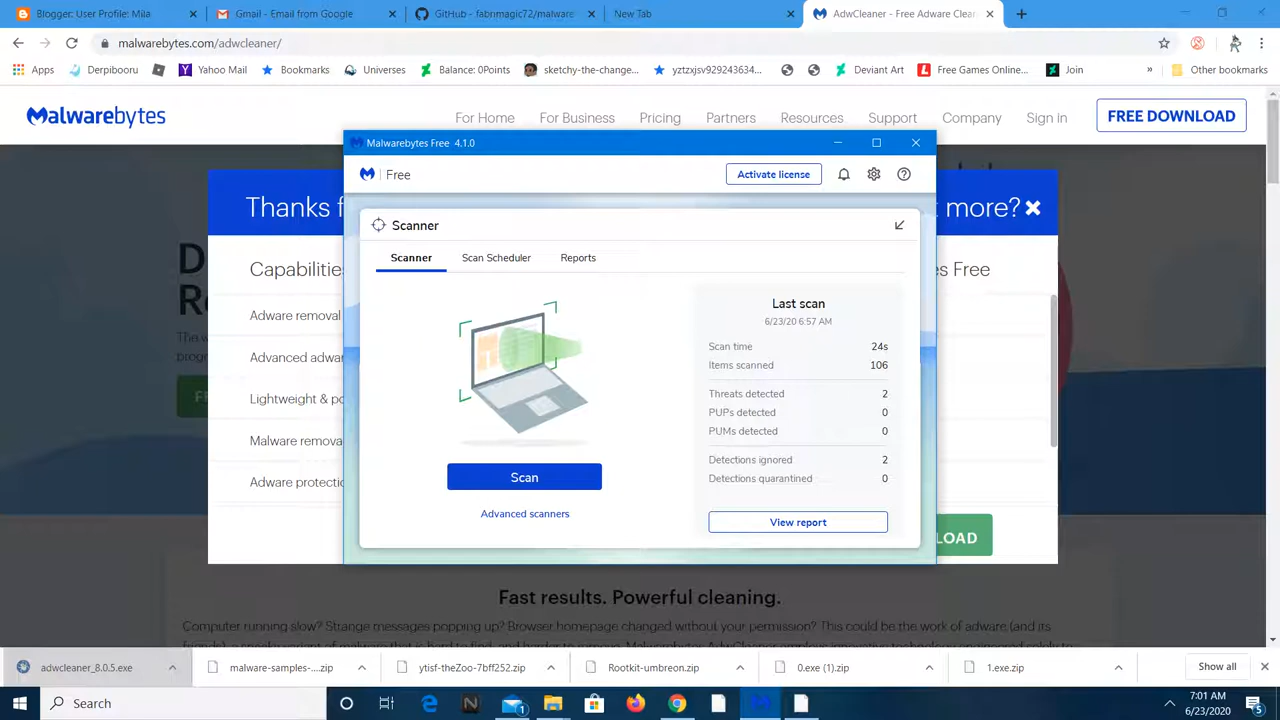 Blogger: User Profile: Mila
Gmail - Email from Google
GitHub - fabrimagic72/malware
New Tab
AdwCleaner - Free Adware Clean
malwarebytes.com/adwcleaner/
Apps
Derpibooru
Yahoo Mail
Bookmarks
Universes
Balance: 0Points
sketchy-the-change...
yztzxjsv929243634...
Deviant Art
Free Games Online...
Join
»
Other bookmarks
Malwarebytes
For Home
For Business
Pricing
Partners
Resources
Support
Company
Sign in
FREE DOWNLOAD
Malwarebytes Free 4.1.0
Free
Activate license
Thanks f
t more?
Scanner
Scanner
Scan Scheduler
Reports
Capabilities
es Free
Adware removal
Advanced adwa
Lightweight & po
Malware remova
Adware protectio
Last scan
6/23/20 6:57 AM
Scan time 24s
Items scanned 106
Threats detected 2
PUPs detected 0
PUMs detected 0
Detections ignored 2
Detections quarantined 0
Scan
Advanced scanners
View report
LOAD
Fast results. Powerful cleaning.
Computer running slow? Strange messages popping up? Browser homepage changed without your permission? This could be the work of adware (and its
adwcleaner_8.0.5.exe
malware-samples-....zip
ytisf-theZoo-7bff252.zip
Rootkit-umbreon.zip
0.exe (1).zip
1.exe.zip
Show all
Search
1
7:01 AM
6/23/2020
5